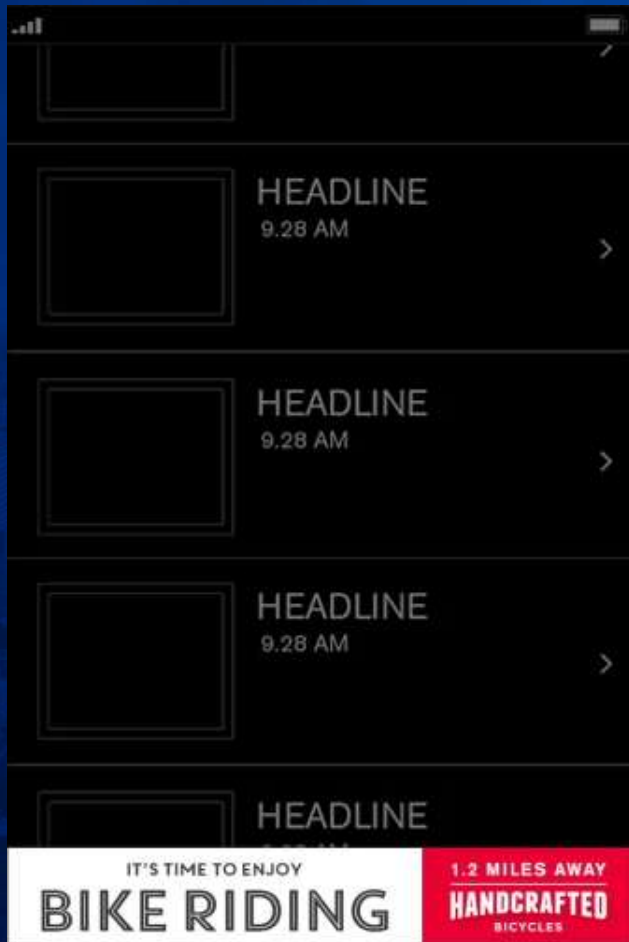 HEADLINE
9.28 AM
HEADLINE
9.28 AM
HEADLINE
9.28 AM
HEADLINE
IT'S TIME TO ENJOY
BIKE RIDING
1.2 MILES AWAY
HANDCRAFTED
BICYCLES